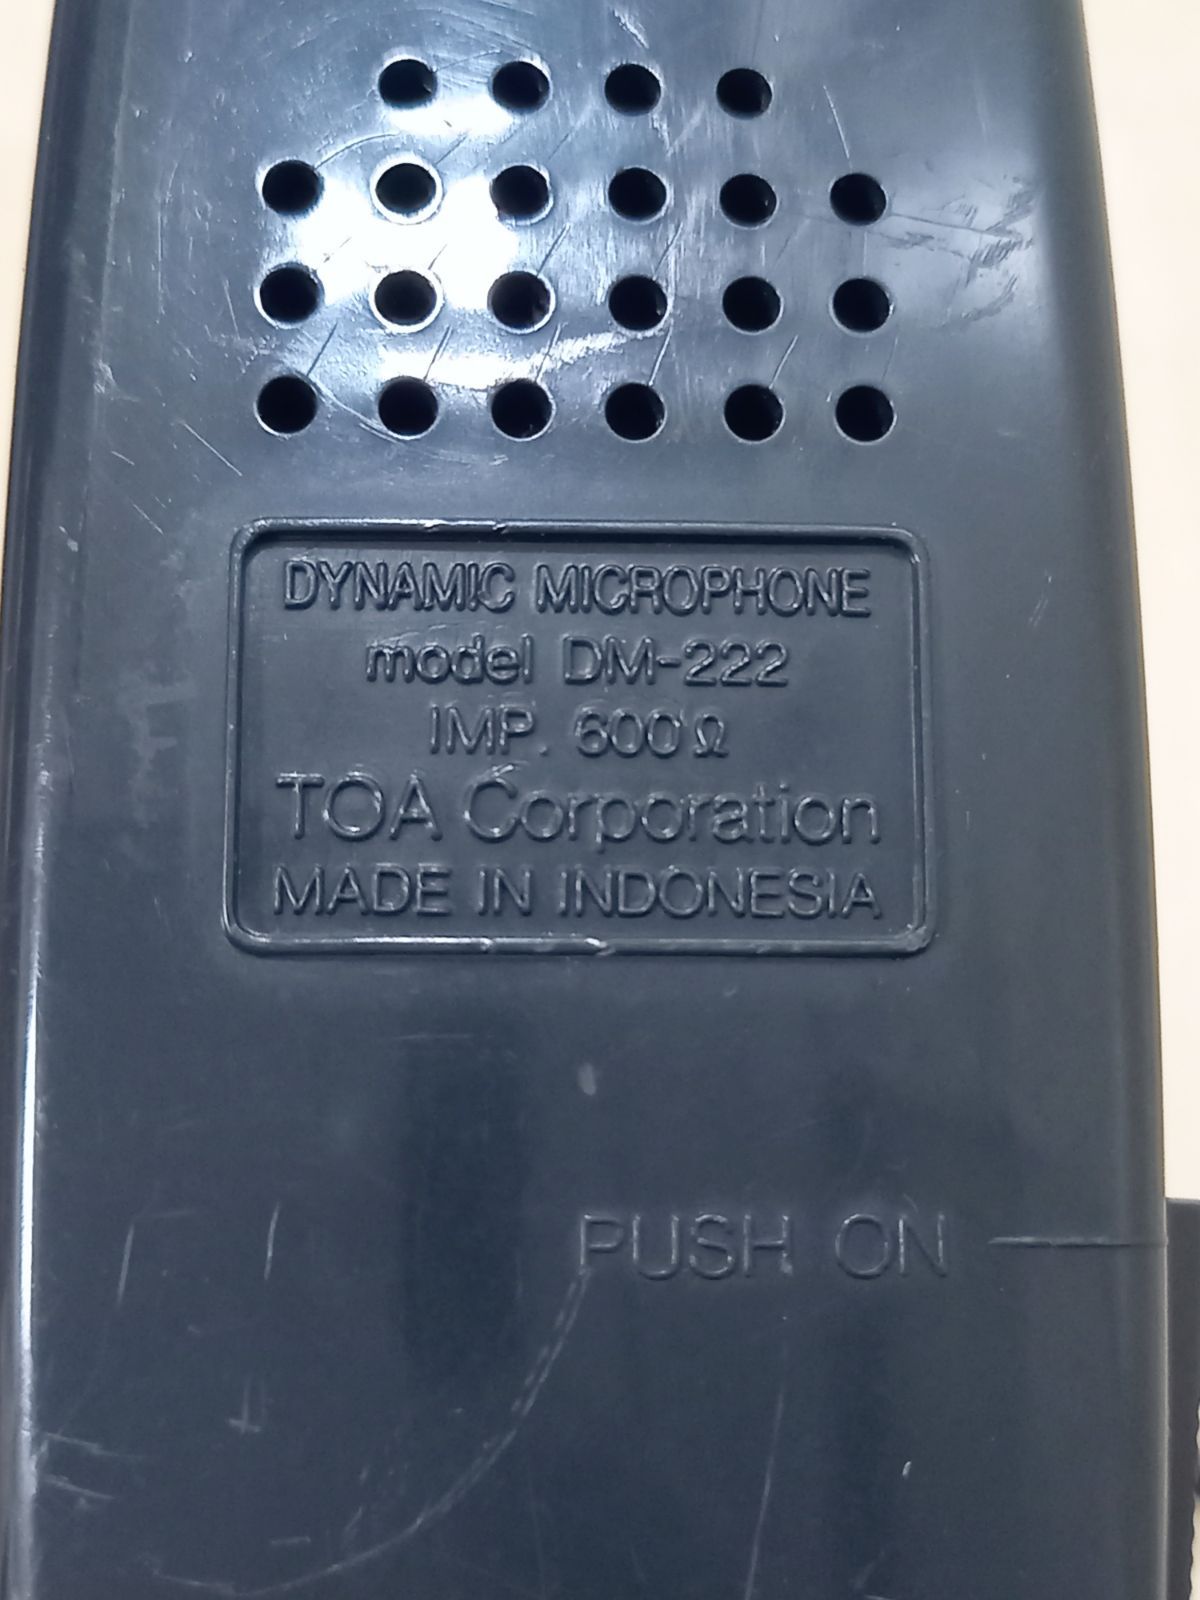 DYNAMIC MICROPHONE
model DM-222
IMP. 600Ω
TOA Corporation
MADE IN INDONESIA
PUSH ON